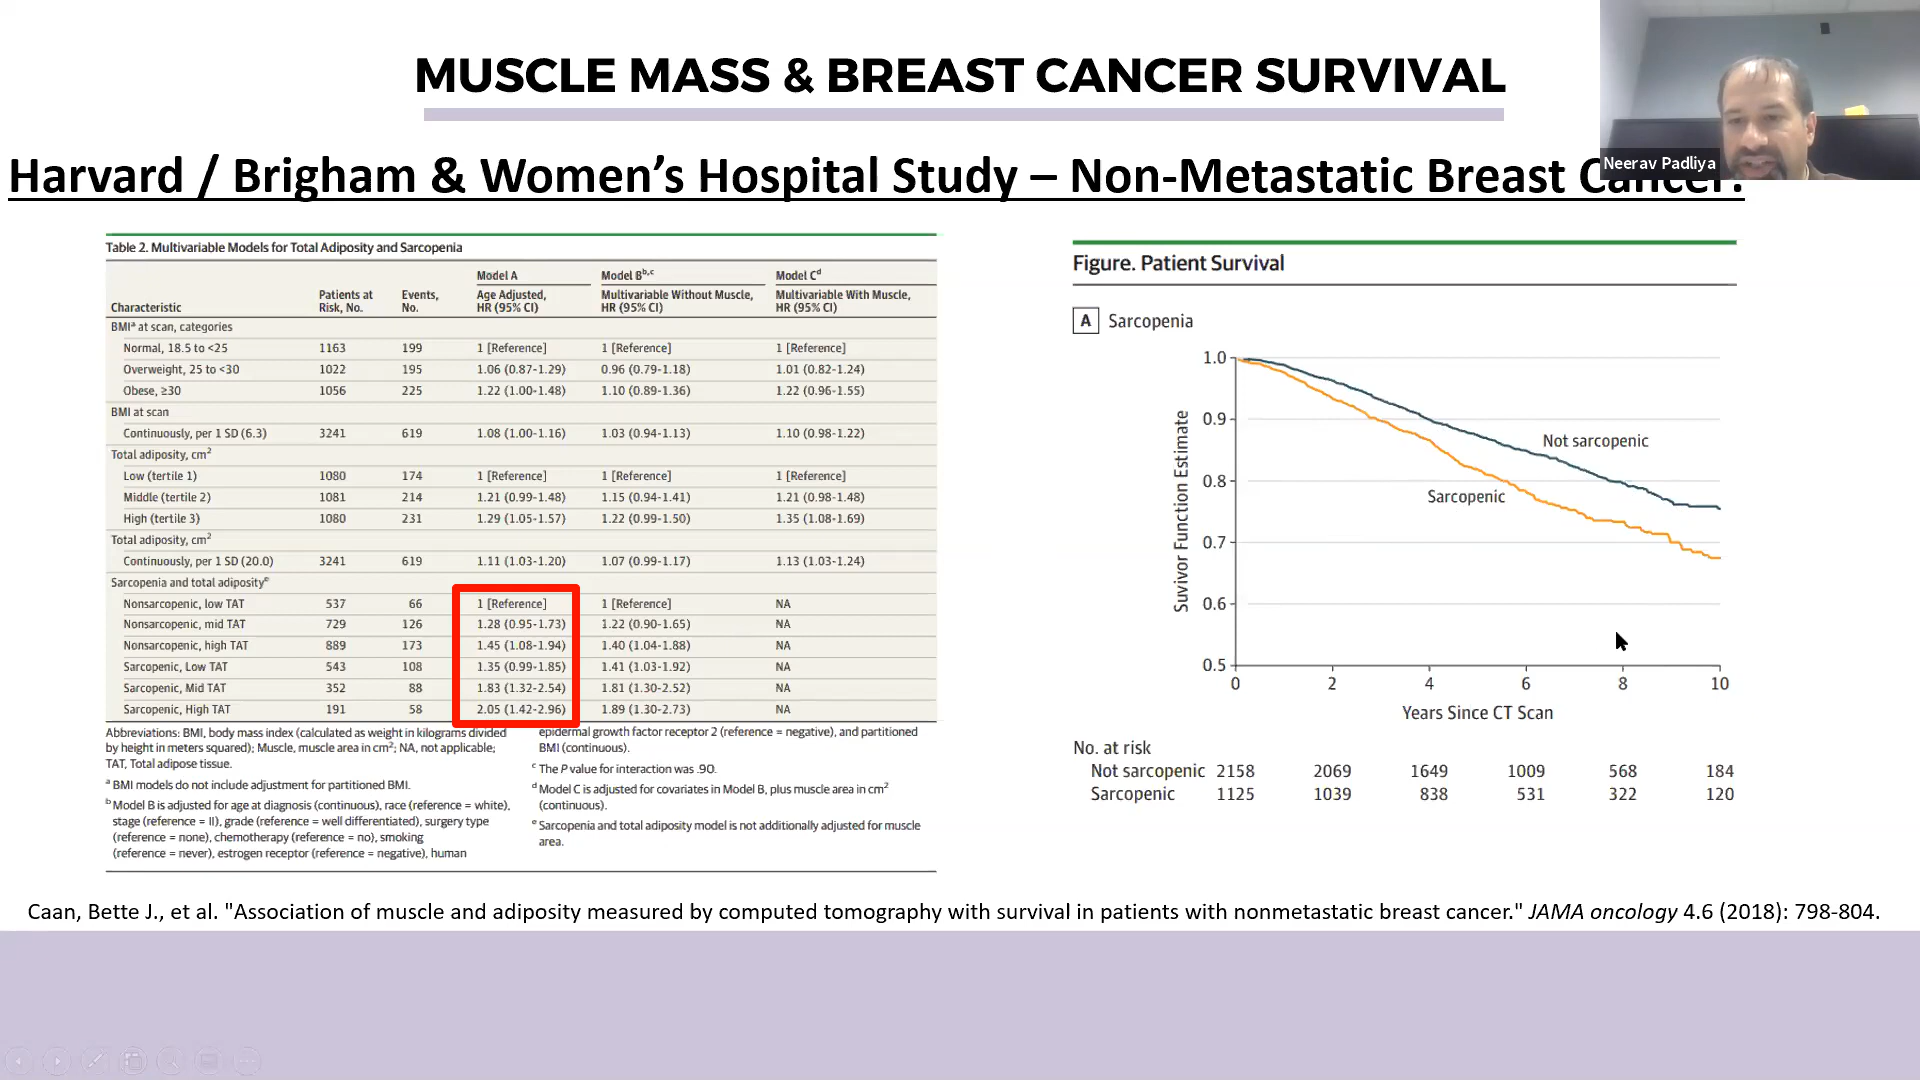 MUSCLE MASS & BREAST CANCER SURVIVAL
Neerav Padliya
Harvard / Brigham & Women's Hospital Study – Non-Metastatic Breast Cancer:
Table 2. Multivariable Models for Total Adiposity and Sarcopenia
Characteristic Patients at Risk, No. Events, No. Model A Age Adjusted, HR (95% CI) Model Bb,c Multivariable Without Muscle, HR (95% CI) Model Cd Multivariable With Muscle, HR (95% CI)
BMIa at scan, categories
Normal, 18.5 to <25 1163 199 1 [Reference] 1 [Reference] 1 [Reference]
Overweight, 25 to <30 1022 195 1.06 (0.87-1.29) 0.96 (0.79-1.18) 1.01 (0.82-1.24)
Obese, ≥30 1056 225 1.22 (1.00-1.48) 1.10 (0.89-1.36) 1.22 (0.96-1.55)
BMI at scan
Continuously, per 1 SD (6.3) 3241 619 1.08 (1.00-1.16) 1.03 (0.94-1.13) 1.10 (0.98-1.22)
Total adiposity, cm2
Low (tertile 1) 1080 174 1 [Reference] 1 [Reference] 1 [Reference]
Middle (tertile 2) 1081 214 1.21 (0.99-1.48) 1.15 (0.94-1.41) 1.21 (0.98-1.48)
High (tertile 3) 1080 231 1.29 (1.05-1.57) 1.22 (0.99-1.50) 1.35 (1.08-1.69)
Total adiposity, cm2
Continuously, per 1 SD (20.0) 3241 619 1.11 (1.03-1.20) 1.07 (0.99-1.17) 1.13 (1.03-1.24)
Sarcopenia and total adipositye
Nonsarcopenic, low TAT 537 66 1 [Reference] 1 [Reference] NA
Nonsarcopenic, mid TAT 729 126 1.28 (0.95-1.73) 1.22 (0.90-1.65) NA
Nonsarcopenic, high TAT 889 173 1.45 (1.08-1.94) 1.40 (1.04-1.88) NA
Sarcopenic, Low TAT 543 108 1.35 (0.99-1.85) 1.41 (1.03-1.92) NA
Sarcopenic, Mid TAT 352 88 1.83 (1.32-2.54) 1.81 (1.30-2.52) NA
Sarcopenic, High TAT 191 58 2.05 (1.42-2.96) 1.89 (1.30-2.73) NA
Abbreviations: BMI, body mass index (calculated as weight in kilograms divided
by height in meters squared); Muscle, muscle area in cm2; NA, not applicable;
TAT, Total adipose tissue.
a BMI models do not include adjustment for partitioned BMI.
b Model B is adjusted for age at diagnosis (continuous), race (reference = white),
stage (reference = II), grade (reference = well differentiated), surgery type
(reference = none), chemotherapy (reference = no), smoking
(reference = never), estrogen receptor (reference = negative), human
epidermal growth factor receptor 2 (reference = negative), and partitioned
BMI (continuous).
c The P value for interaction was .90.
d Model C is adjusted for covariates in Model B, plus muscle area in cm2
(continuous).
e Sarcopenia and total adiposity model is not additionally adjusted for muscle
area.
Figure. Patient Survival
A Sarcopenia
Suvivor Function Estimate
1.0
0.9
0.8
0.7
0.6
0.5
Not sarcopenic
Sarcopenic
0 2 4 6 8 10
Years Since CT Scan
No. at risk
Not sarcopenic 2158 2069 1649 1009 568 184
Sarcopenic 1125 1039 838 531 322 120
Caan, Bette J., et al. "Association of muscle and adiposity measured by computed tomography with survival in patients with nonmetastatic breast cancer." JAMA oncology 4.6 (2018): 798-804.